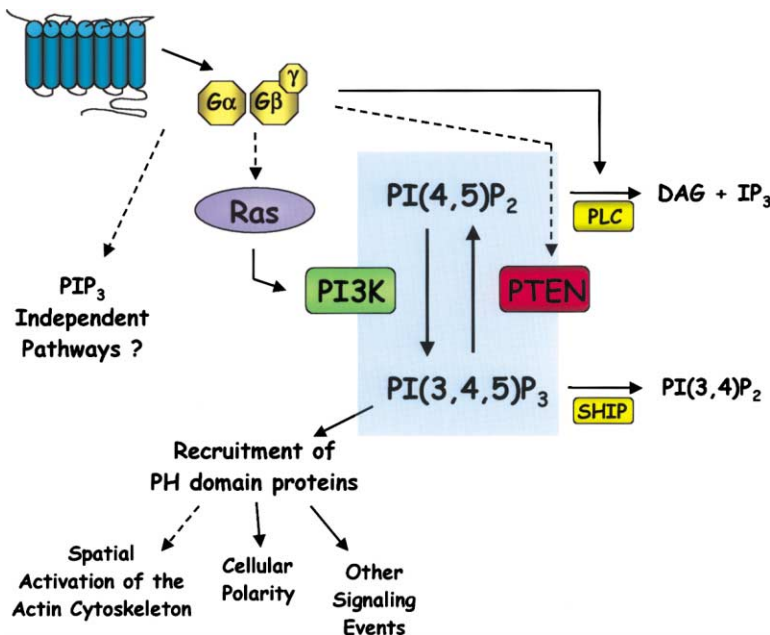 γ
Gα
Gβ
Ras
PI(4,5)P₂
DAG + IP₃
PLC
PIP₃
Independent
Pathways ?
PI3K
PTEN
PI(3,4,5)P₃
PI(3,4)P₂
SHIP
Recruitment of
PH domain proteins
Spatial
Activation of the
Actin Cytoskeleton
Cellular
Polarity
Other
Signaling
Events